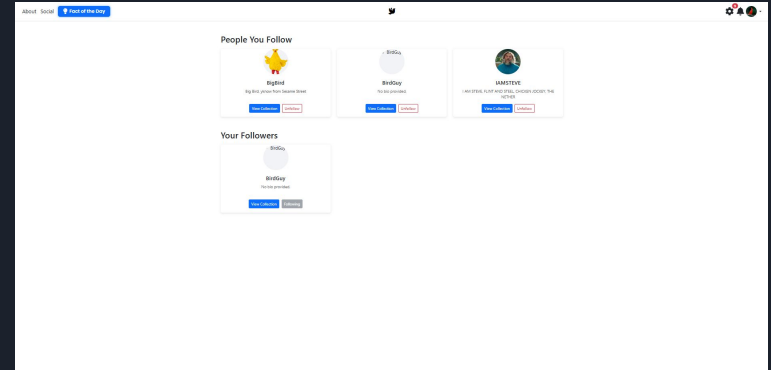 About Social Fact of the Day
People You Follow
BigBird
Big Bird, yellow from Sesame Street
View Collection Unfollow
BirdGuy
BirdGuy
No bio provided.
View Collection Unfollow
IAMSTEVE
I AM STEVE, FLINT AND STEEL, CHICKEN JOCKEY, THE
NETHER
View Collection Unfollow
Your Followers
BirdGuy
BirdGuy
No bio provided.
View Collection Following